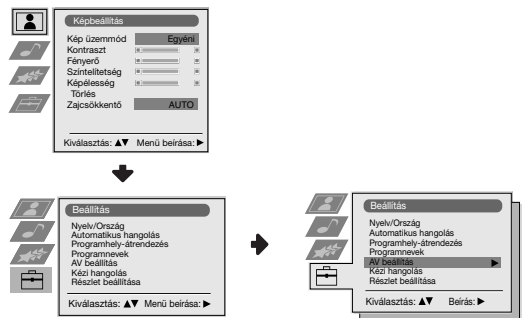 Képbeállítás
Kép üzemmód Egyéni
Kontraszt
Fényerő
Színtelítetség
Képélesség
Törlés
Zajcsökkentő AUTO
Kiválasztás: ▲▼ Menü beírása: ▶
Beállítás
Nyelv/Ország
Automatikus hangolás
Programhely-átrendezés
Programnevek
AV beállítás
Kézi hangolás
Részlet beállítása
Kiválasztás: ▲▼ Menü beírása: ▶
Beállítás
Nyelv/Ország
Automatikus hangolás
Programhely-átrendezés
Programnevek
AV beállítás ▶
Kézi hangolás
Részlet beállítása
Kiválasztás: ▲▼ Beírás: ▶